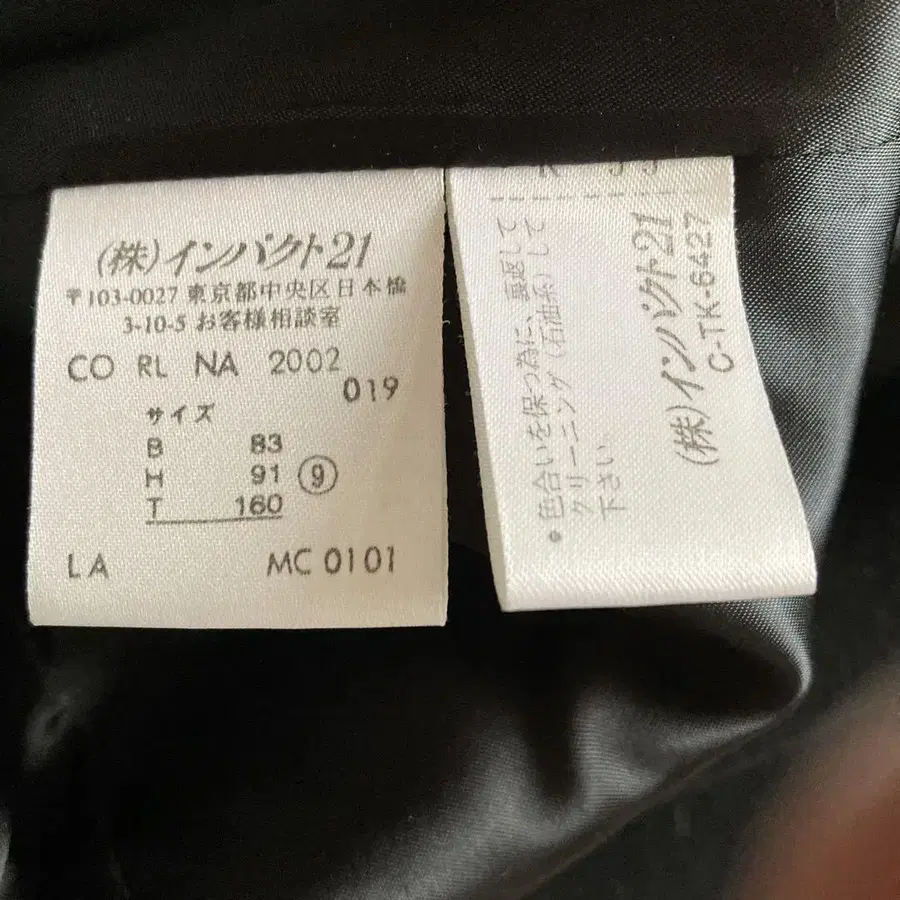 (株)インパクト21
〒103-0027 東京都中央区日本橋
3-10-5 お客様相談室
CO RL NA 2002
019
サイズ
B 83
H 91 ⑨
T 160
LA MC 0101
• 色合いを保つ為に、裏返して
クリーニング(石油系)して
下さい.
(株)インパクト21
C-TK-6427